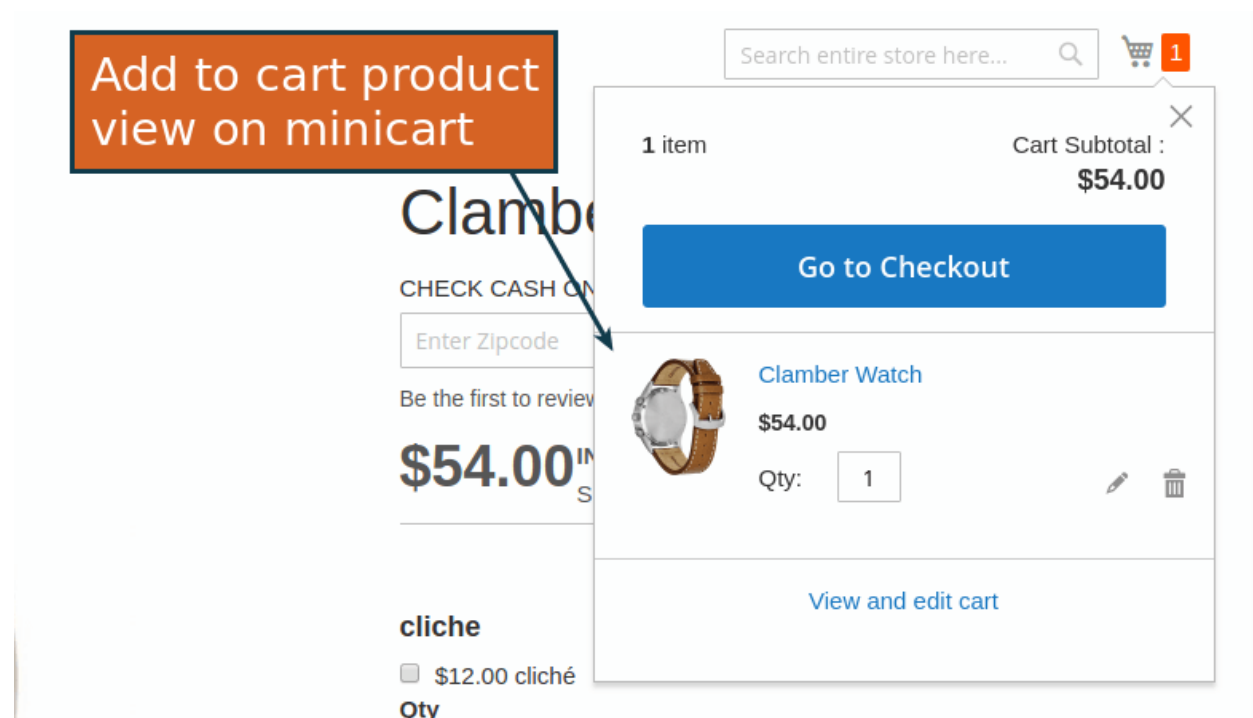 Add to cart product
view on minicart
Search entire store here...
1
1 item
Cart Subtotal :
$54.00
Go to Checkout
Clamber Watch
$54.00
Qty: 1
View and edit cart
Clambe
CHECK CASH ON
Enter Zipcode
Be the first to review
$54.00
cliche
$12.00 cliché
Qty